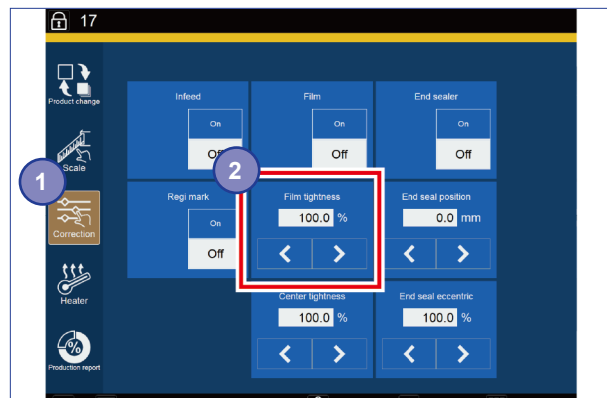 17
Product change
Infeed
On
Off
Film
On
Off
End sealer
On
Off
Scale
1
2
Correction
Regi mark
On
Off
Film tightness
100.0 %
End seal position
0.0 mm
Heater
Center tightness
100.0 %
End seal eccentric
100.0 %
%
Production report